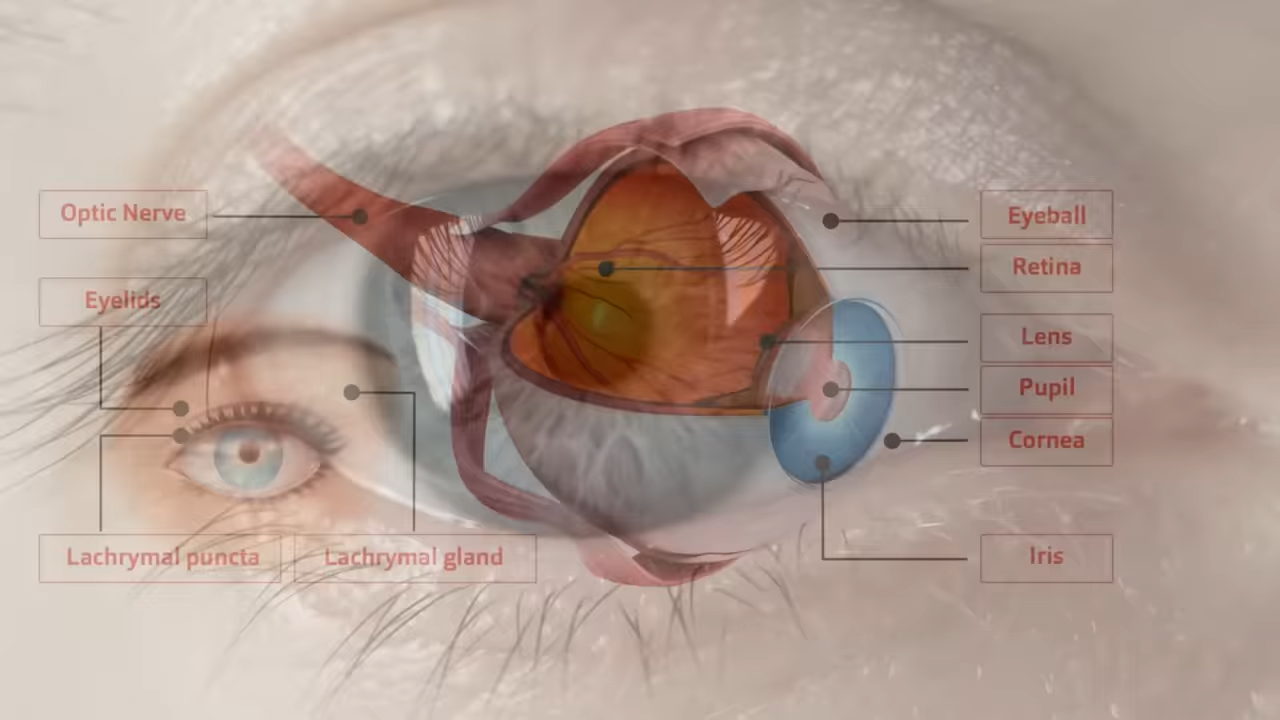 Optic Nerve
Eyelids
Lachrymal puncta
Lachrymal gland
Eyeball
Retina
Lens
Pupil
Cornea
Iris